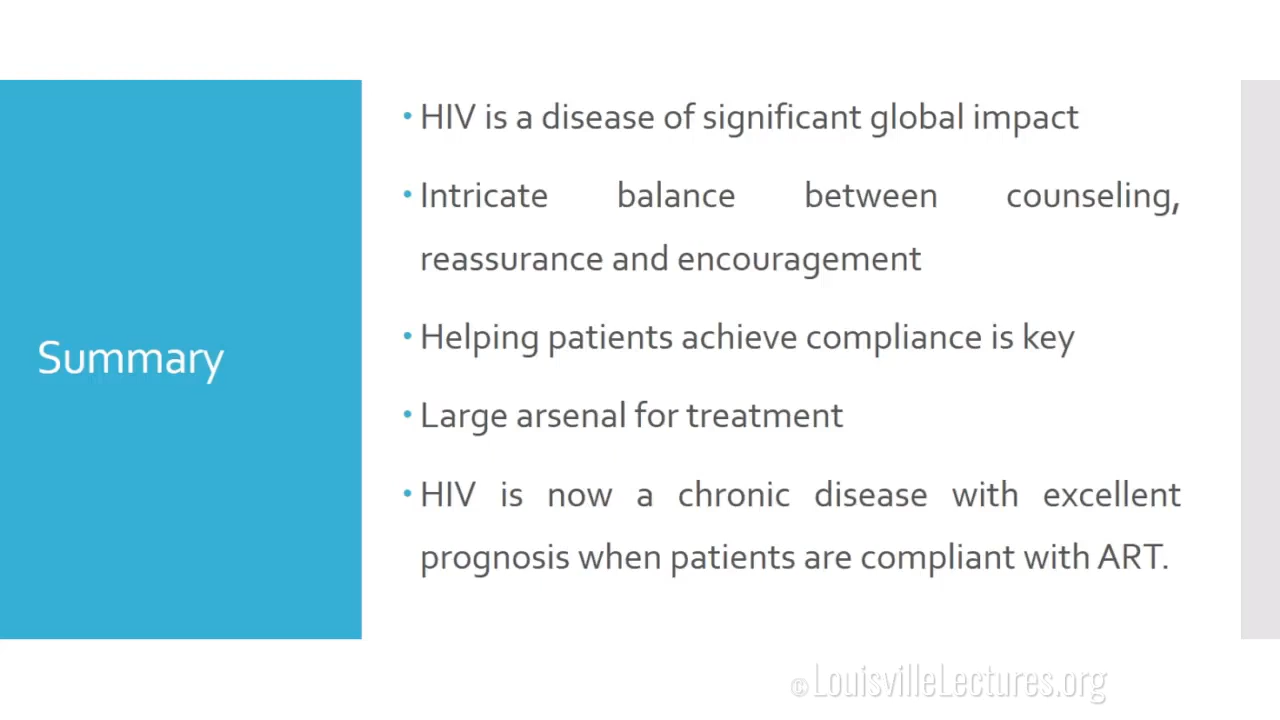 Summary
• HIV is a disease of significant global impact
• Intricate balance between counseling,
reassurance and encouragement
• Helping patients achieve compliance is key
• Large arsenal for treatment
• HIV is now a chronic disease with excellent
prognosis when patients are compliant with ART.
© LouisvilleLectures.org